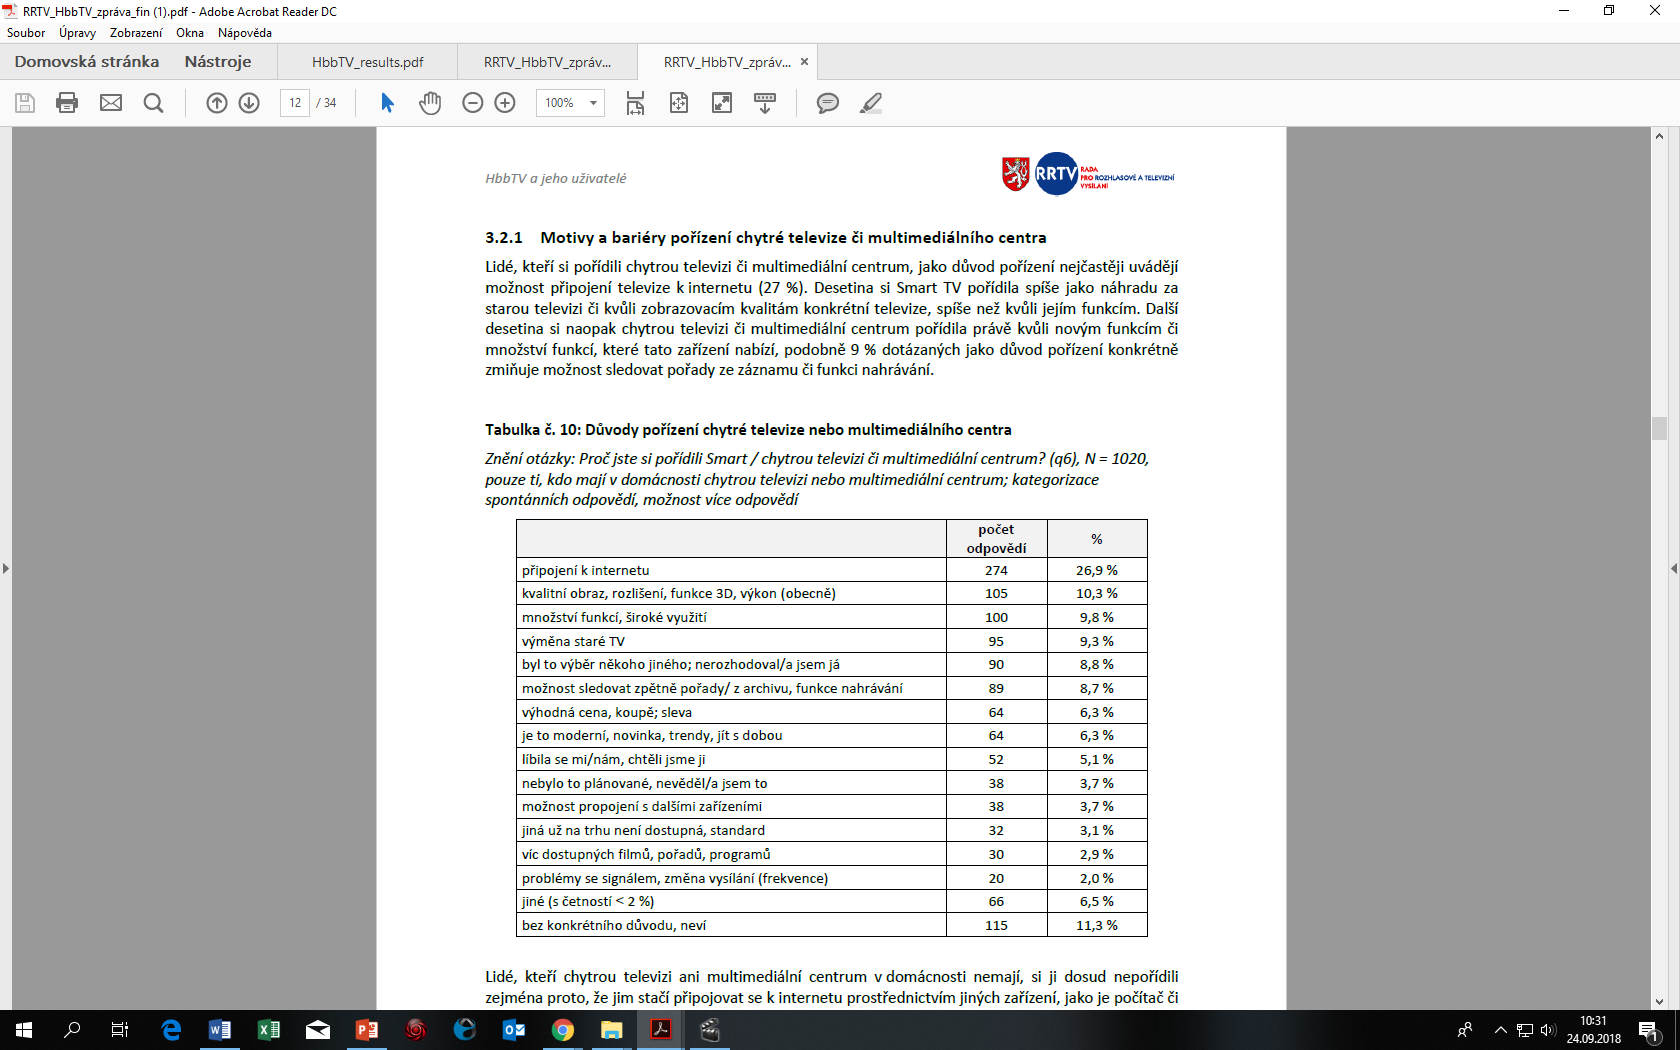 RRTV_HbbTV_zpráva_fin (1).pdf - Adobe Acrobat Reader DC
Soubor Úpravy Zobrazení Okna Nápověda
Domovská stránka Nástroje HbbTV_results.pdf RRTV_HbbTV_zpráv... RRTV_HbbTV_zpráv... ×
12 / 34 100%
HbbTV a jeho uživatelé
RRTV RADA
PRO ROZHLASOVÉ A TELEVIZNÍ
VYSÍLÁNÍ
3.2.1 Motivy a bariéry pořízení chytré televize či multimediálního centra
Lidé, kteří si pořídili chytrou televizi či multimediální centrum, jako důvod pořízení nejčastěji uvádějí
možnost připojení televize k internetu (27 %). Desetina si Smart TV pořídila spíše jako náhradu za
starou televizi či kvůli zobrazovacím kvalitám konkrétní televize, spíše než kvůli jejím funkcím. Další
desetina si naopak chytrou televizi či multimediální centrum pořídila právě kvůli novým funkcím či
množství funkcí, které tato zařízení nabízí, podobně 9 % dotázaných jako důvod pořízení konkrétně
zmiňuje možnost sledovat pořady ze záznamu či funkci nahrávání.
Tabulka č. 10: Důvody pořízení chytré televize nebo multimediálního centra
Znění otázky: Proč jste si pořídili Smart / chytrou televizi či multimediální centrum? (q6), N = 1020,
pouze ti, kdo mají v domácnosti chytrou televizi nebo multimediální centrum; kategorizace
spontánních odpovědí, možnost více odpovědí
počet
odpovědí %
připojení k internetu 274 26,9 %
kvalitní obraz, rozlišení, funkce 3D, výkon (obecně) 105 10,3 %
množství funkcí, široké využití 100 9,8 %
výměna staré TV 95 9,3 %
byl to výběr někoho jiného; nerozhodoval/a jsem já 90 8,8 %
možnost sledovat zpětně pořady/ z archivu, funkce nahrávání 89 8,7 %
výhodná cena, koupě; sleva 64 6,3 %
je to moderní, novinka, trendy, jít s dobou 64 6,3 %
líbila se mi/nám, chtěli jsme ji 52 5,1 %
nebylo to plánované, nevěděl/a jsem to 38 3,7 %
možnost propojení s dalšími zařízeními 38 3,7 %
jiná už na trhu není dostupná, standard 32 3,1 %
víc dostupných filmů, pořadů, programů 30 2,9 %
problémy se signálem, změna vysílání (frekvence) 20 2,0 %
jiné (s četností < 2 %) 66 6,5 %
bez konkrétního důvodu, neví 115 11,3 %
Lidé, kteří chytrou televizi ani multimediální centrum v domácnosti nemají, si ji dosud nepořídili
zejména proto, že jim stačí připojovat se k internetu prostřednictvím jiných zařízení, jako je počítač či
10:31
24.09.2018
1